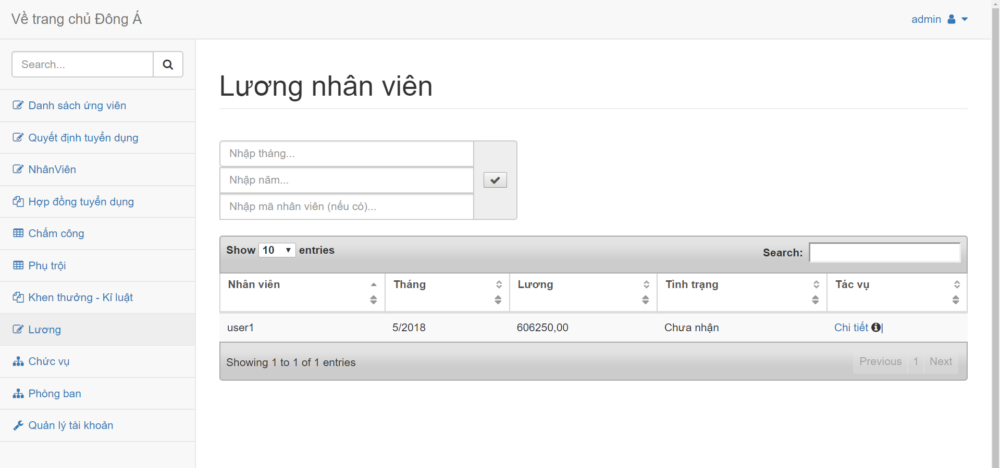 Về trang chủ Đông Á
admin
Search...
Danh sách ứng viên
Quyết định tuyển dụng
NhânViên
Hợp đồng tuyển dụng
Chấm công
Phụ trội
Khen thưởng - Kỉ luật
Lương
Chức vụ
Phòng ban
Quản lý tài khoản
Lương nhân viên
Nhập tháng...
Nhập năm...
Nhập mã nhân viên (nếu có)...
Show 10 entries
Search:
Nhân viên Tháng Lương Tình trạng Tác vụ
user1 5/2018 606250,00 Chưa nhận Chi tiết |
Showing 1 to 1 of 1 entries
Previous 1 Next